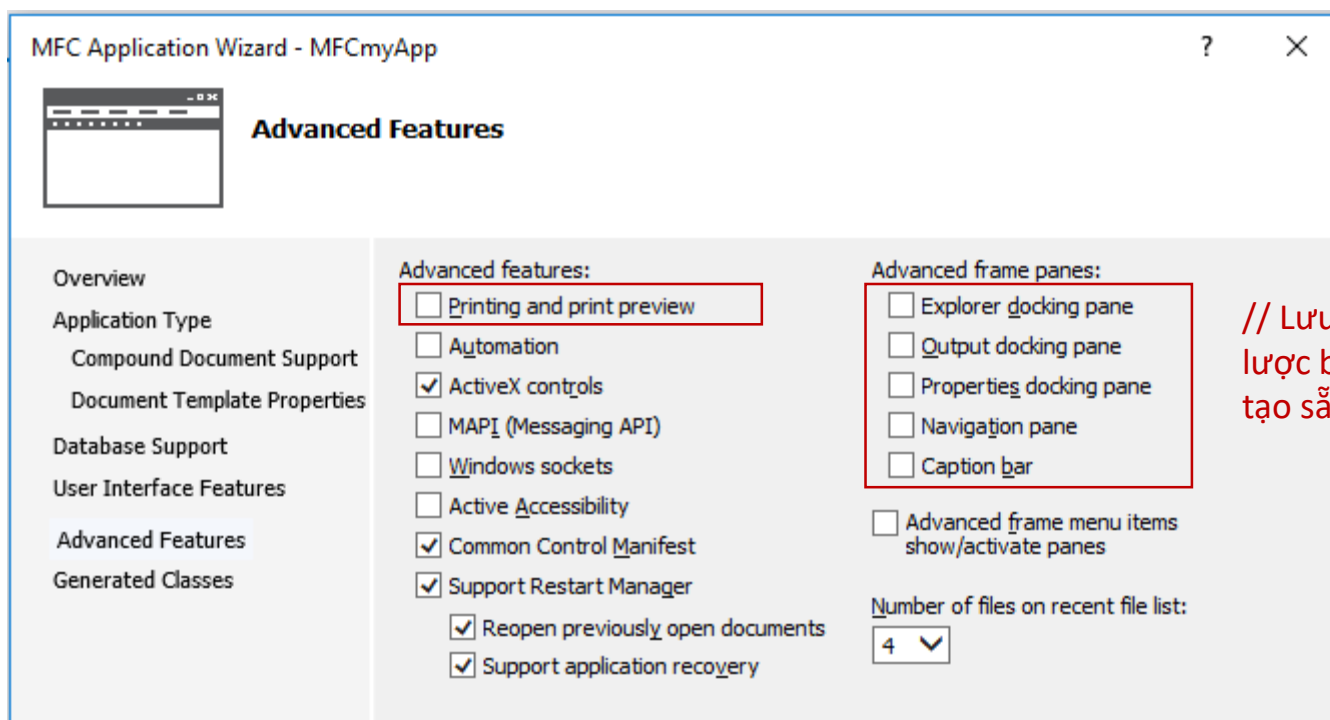 MFC Application Wizard - MFCmyApp
Advanced Features
Overview
Application Type
Compound Document Support
Document Template Properties
Database Support
User Interface Features
Advanced Features
Generated Classes
Advanced features:
Printing and print preview
Automation
ActiveX controls
MAPI (Messaging API)
Windows sockets
Active Accessibility
Common Control Manifest
Support Restart Manager
Reopen previously open documents
Support application recovery
Advanced frame panes:
Explorer docking pane
Output docking pane
Properties docking pane
Navigation pane
Caption bar
Advanced frame menu items
show/activate panes
Number of files on recent file list:
4
// Lưu
lược
tạo